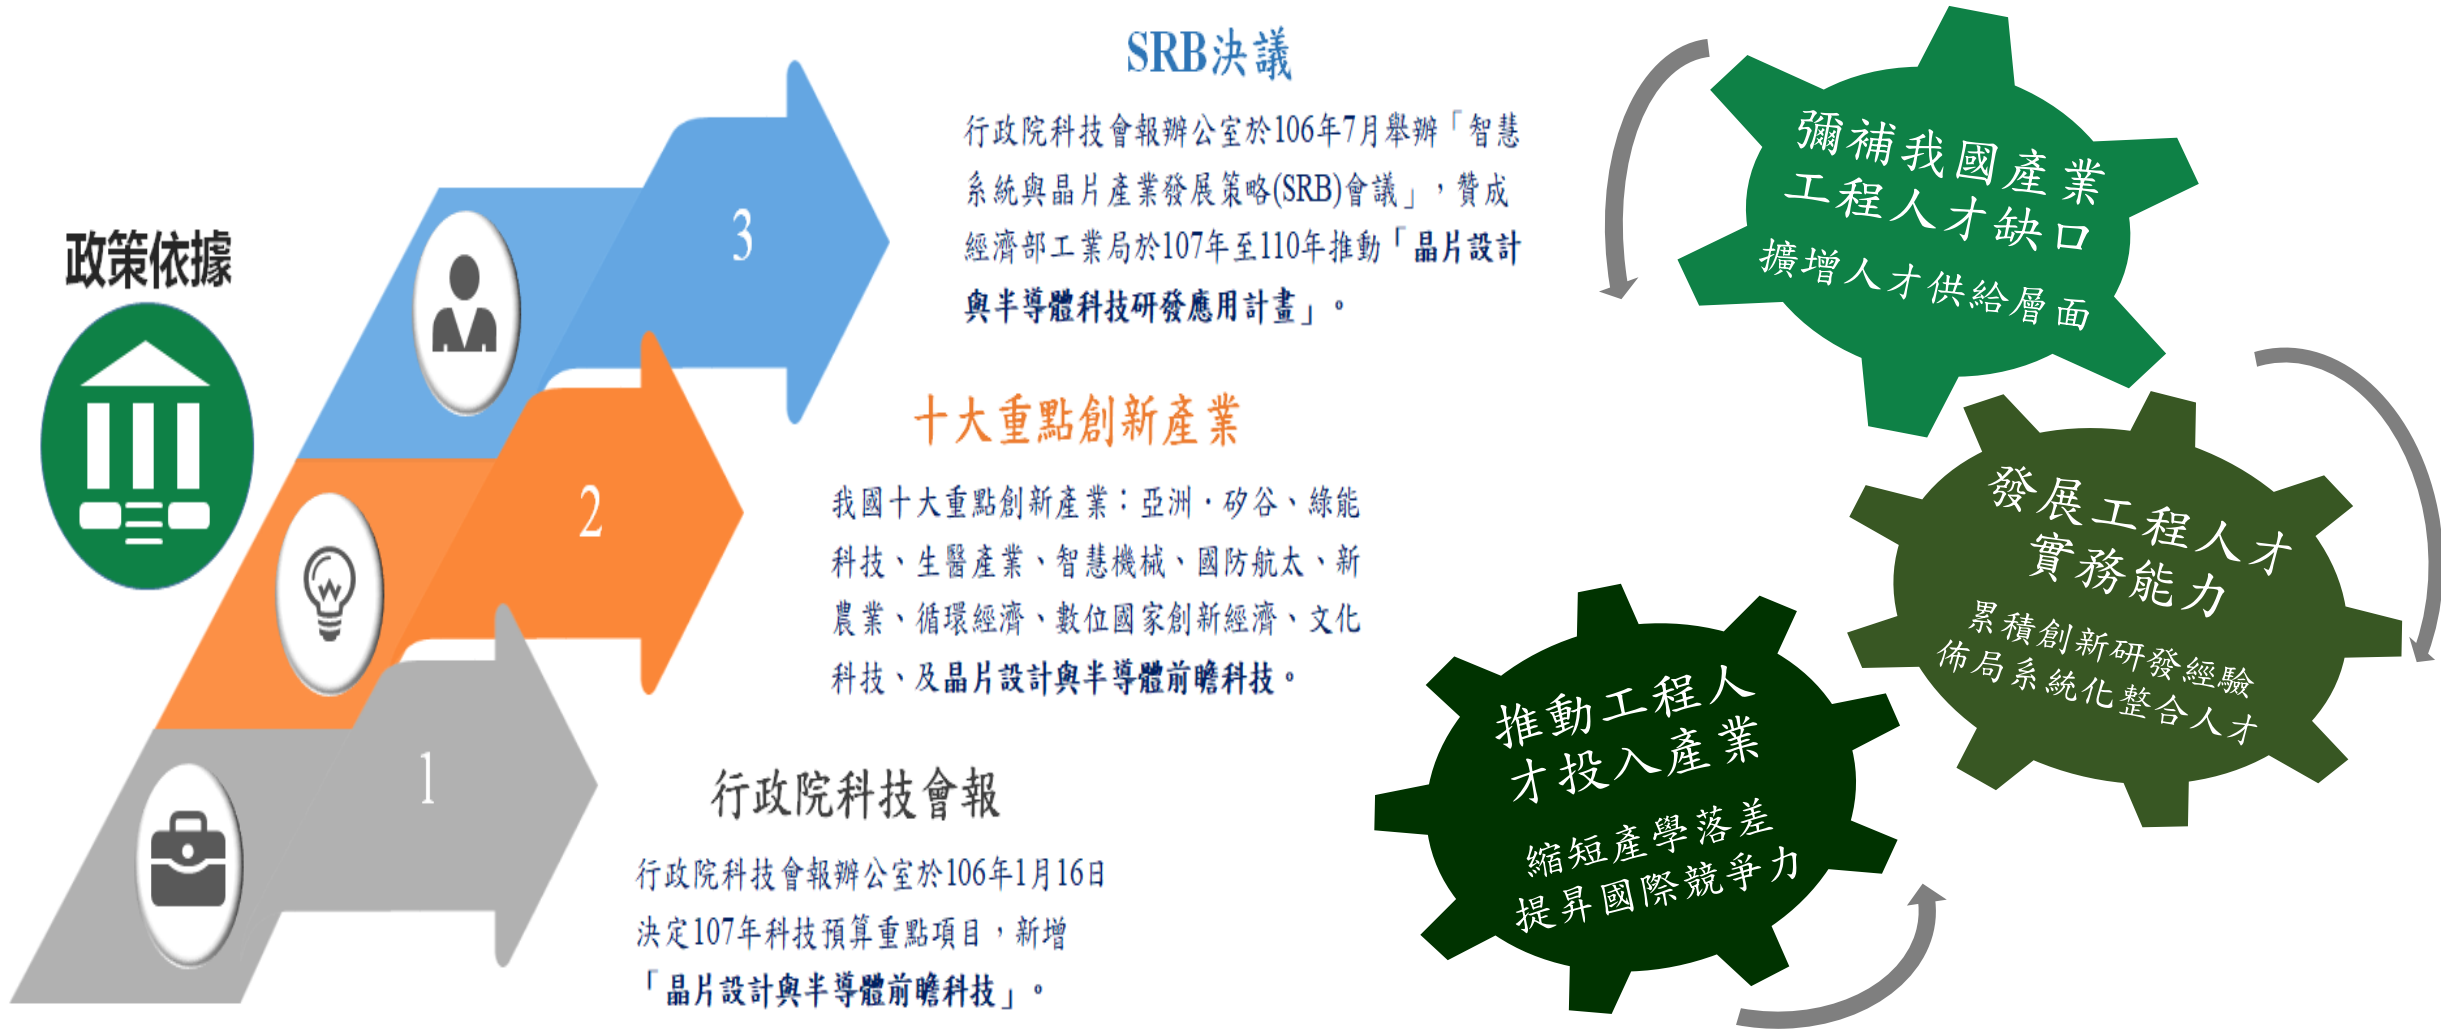 政策依據
3
SRB決議
行政院科技會報辦公室於106年7月舉辦「智慧
系統與晶片產業發展策略(SRB)會議」，贊成
經濟部工業局於107年至110年推動「晶片設計
與半導體科技研發應用計畫」。
2
十大重點創新產業
我國十大重點創新產業：亞洲・矽谷、綠能
科技、生醫產業、智慧機械、國防航太、新
農業、循環經濟、數位國家創新經濟、文化
科技、及晶片設計與半導體前瞻科技。
1
行政院科技會報
行政院科技會報辦公室於106年1月16日
決定107年科技預算重點項目，新增
「晶片設計與半導體前瞻科技」。
彌補我國產業
工程人才缺口
擴增人才供給層面
發展工程人才
實務能力
累積創新研發經驗
佈局系統化整合人才
推動工程人
才投入產業
縮短產學落差
提昇國際競爭力